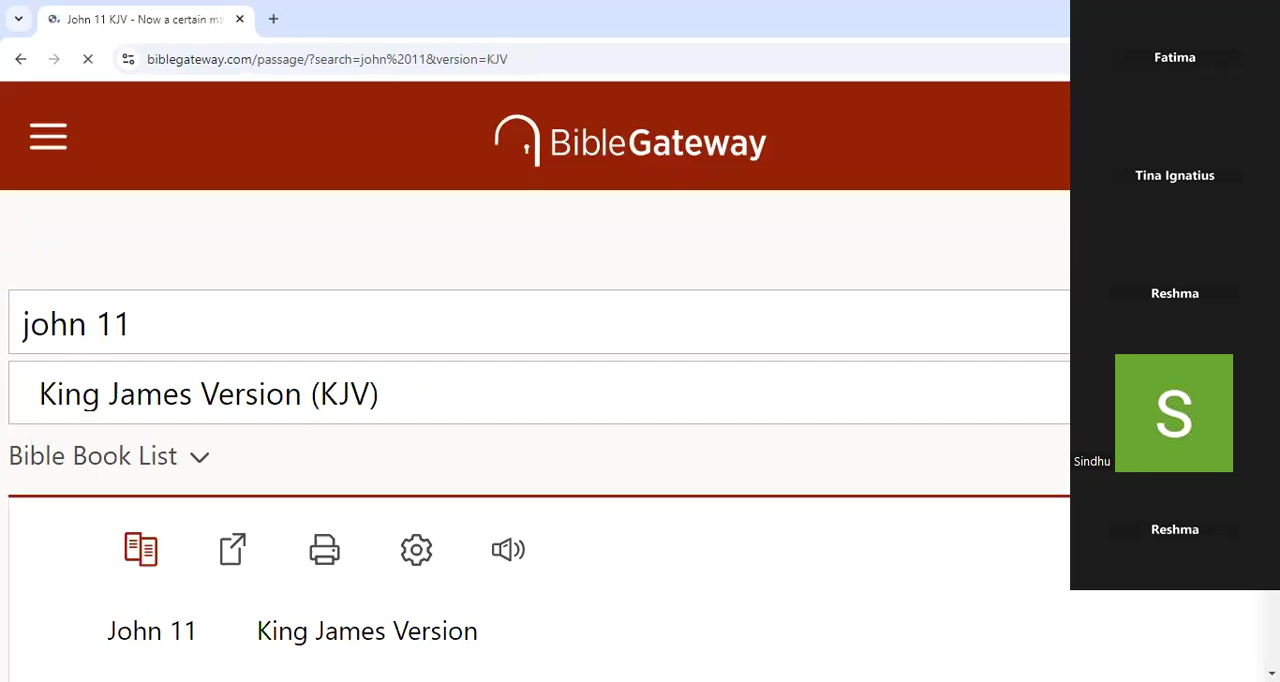 John 11 KJV - Now a certain ma
biblegateway.com/passage/?search=john%2011&version=KJV
BibleGateway
john 11
King James Version (KJV)
Bible Book List
John 11 King James Version
Fatima
Tina Ignatius
Reshma
S
Sindhu
Reshma